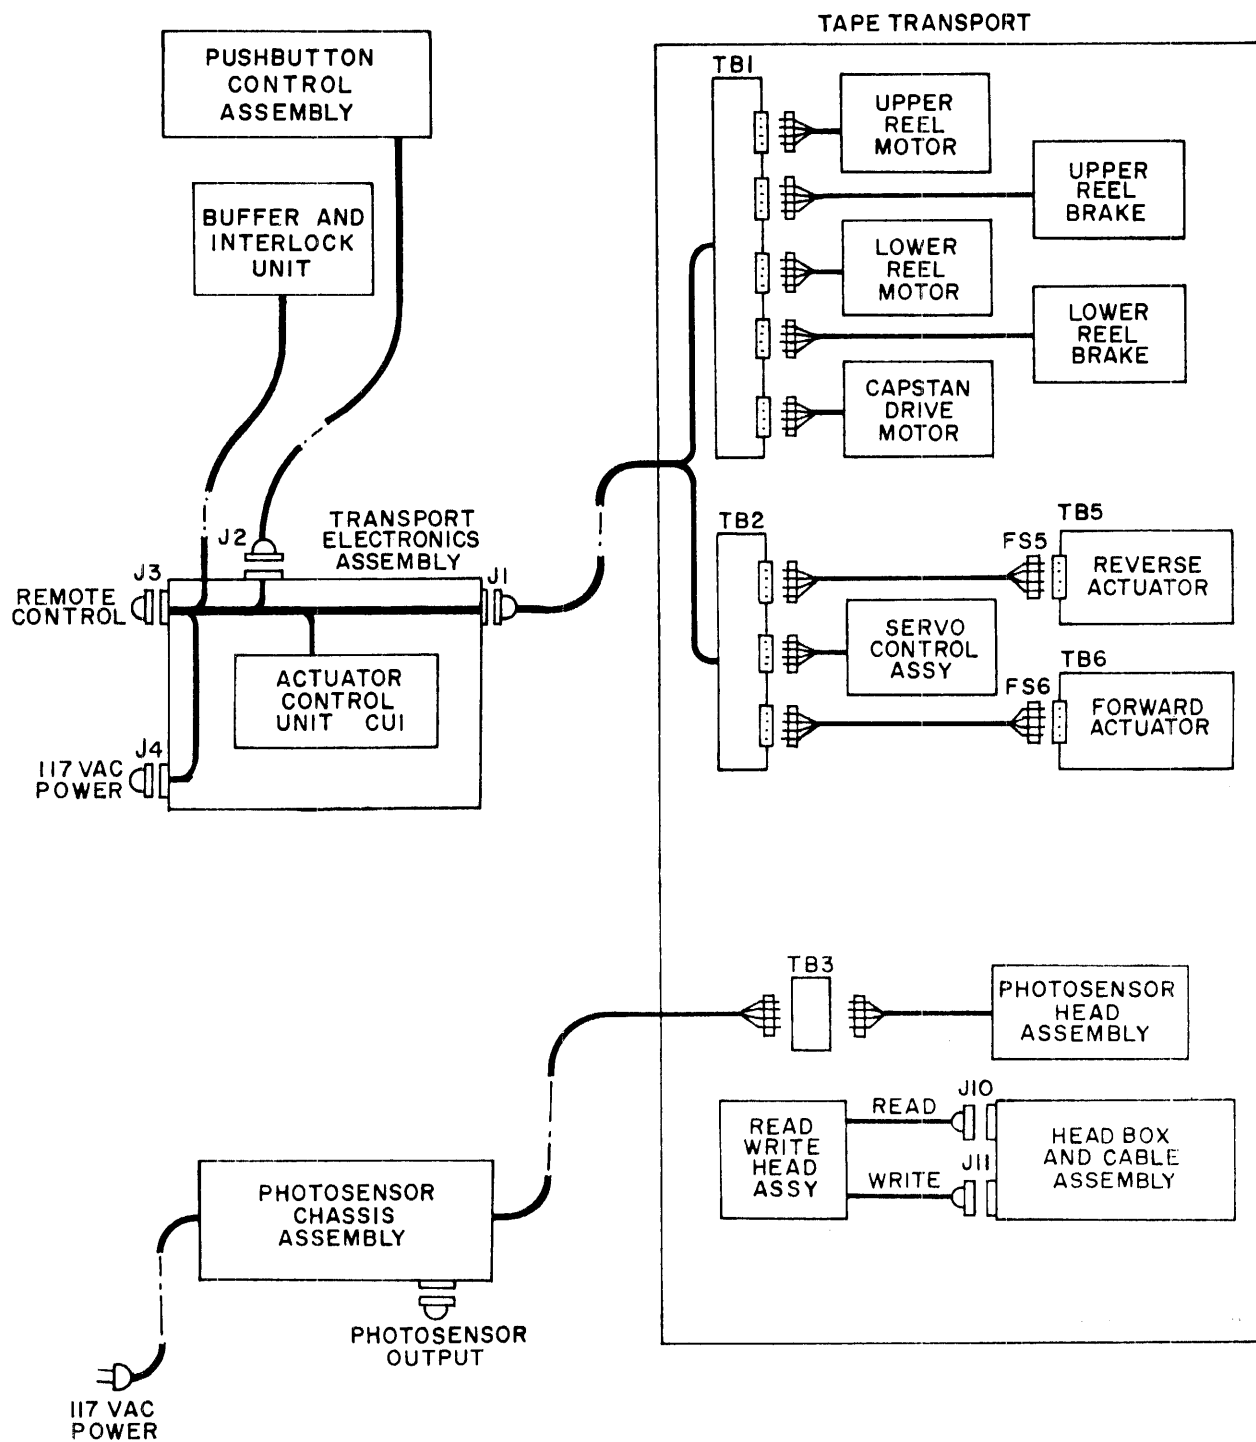 TAPE TRANSPORT
PUSHBUTTON
CONTROL
ASSEMBLY
BUFFER AND
INTERLOCK
UNIT
TB1
UPPER
REEL
MOTOR
UPPER
REEL
BRAKE
LOWER
REEL
MOTOR
LOWER
REEL
BRAKE
CAPSTAN
DRIVE
MOTOR
J2
TRANSPORT
ELECTRONICS
ASSEMBLY
J3
J1
REMOTE
CONTROL
ACTUATOR
CONTROL
UNIT CU1
J4
117 VAC
POWER
TB2
FS5
TB5
REVERSE
ACTUATOR
SERVO
CONTROL
ASSY
FS6
TB6
FORWARD
ACTUATOR
TB3
PHOTOSENSOR
HEAD
ASSEMBLY
READ
WRITE
HEAD
ASSY
READ
J10
WRITE
J11
HEAD BOX
AND CABLE
ASSEMBLY
PHOTOSENSOR
CHASSIS
ASSEMBLY
PHOTOSENSOR
OUTPUT
117 VAC
POWER